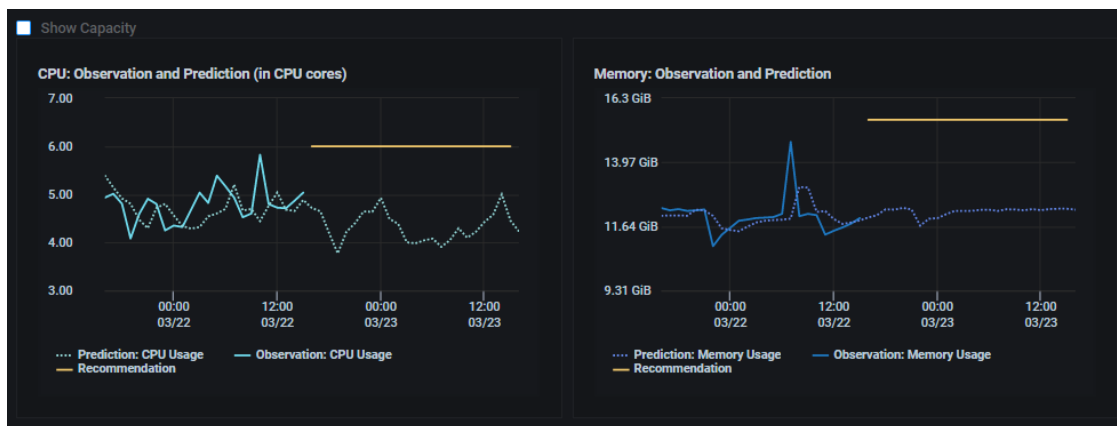 Show Capacity
CPU: Observation and Prediction (in CPU cores)
7.00
6.00
5.00
4.00
3.00
00:00 12:00 00:00 12:00
03/22 03/22 03/23 03/23
Prediction: CPU Usage Observation: CPU Usage
Recommendation
Memory: Observation and Prediction
16.3 GiB
13.97 GiB
11.64 GiB
9.31 GiB
00:00 12:00 00:00 12:00
03/22 03/22 03/23 03/23
Prediction: Memory Usage Observation: Memory Usage
Recommendation